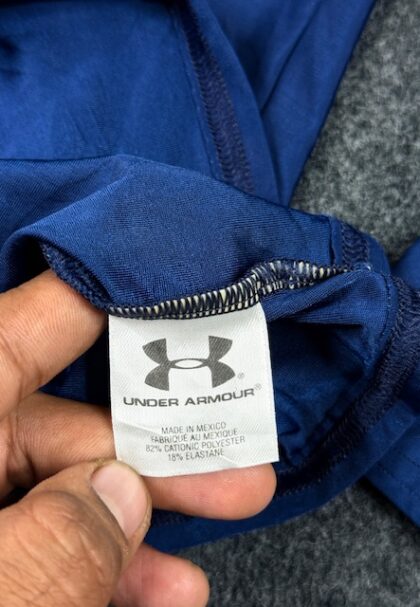 UNDER ARMOUR®
MADE IN MEXICO
FABRIQUÉ AU MEXIQUE
82% CATIONIC POLYESTER
18% ELASTANE